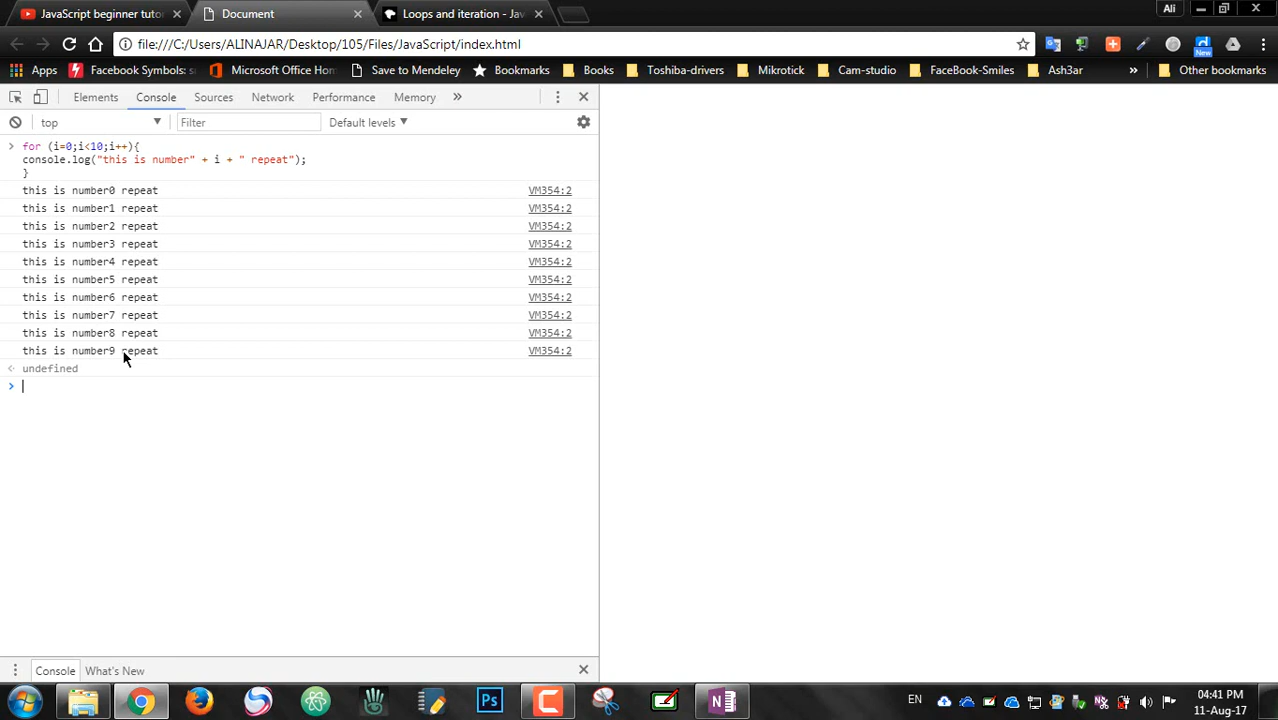 JavaScript beginner tutor
Document
Loops and iteration - Jav
Ali
file:///C:/Users/ALINAJAR/Desktop/105/Files/JavaScript/index.html
New
Apps
Facebook Symbols: s
Microsoft Office Hom
Save to Mendeley
Bookmarks
Books
Toshiba-drivers
Mikrotick
Cam-studio
FaceBook-Smiles
Ash3ar
»
Other bookmarks
Elements
Console
Sources
Network
Performance
Memory
»
top
Filter
Default levels
for (i=0;i<10;i++){
console.log("this is number" + i + " repeat");
}
this is number0 repeat VM354:2
this is number1 repeat VM354:2
this is number2 repeat VM354:2
this is number3 repeat VM354:2
this is number4 repeat VM354:2
this is number5 repeat VM354:2
this is number6 repeat VM354:2
this is number7 repeat VM354:2
this is number8 repeat VM354:2
this is number9 repeat VM354:2
undefined
Console
What's New
Ps
N
EN
04:41 PM
11-Aug-17